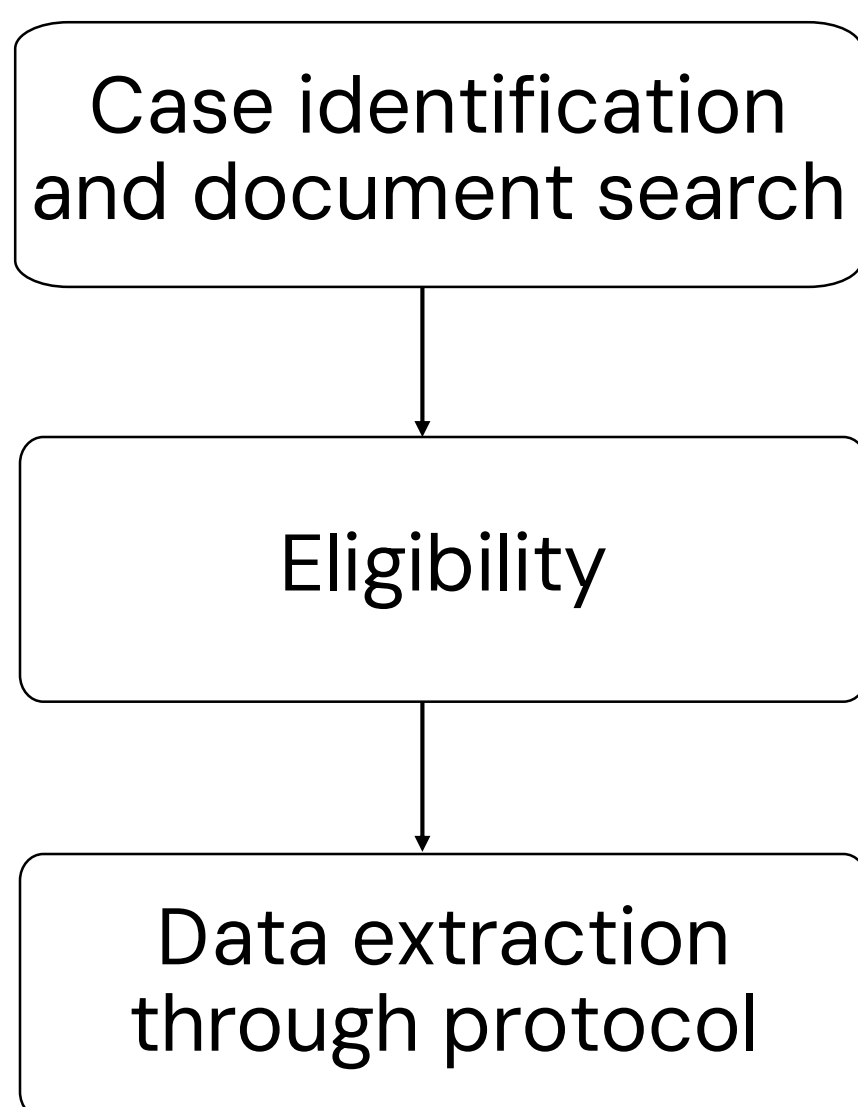 Case identification
and document search
Eligibility
Data extraction
through protocol